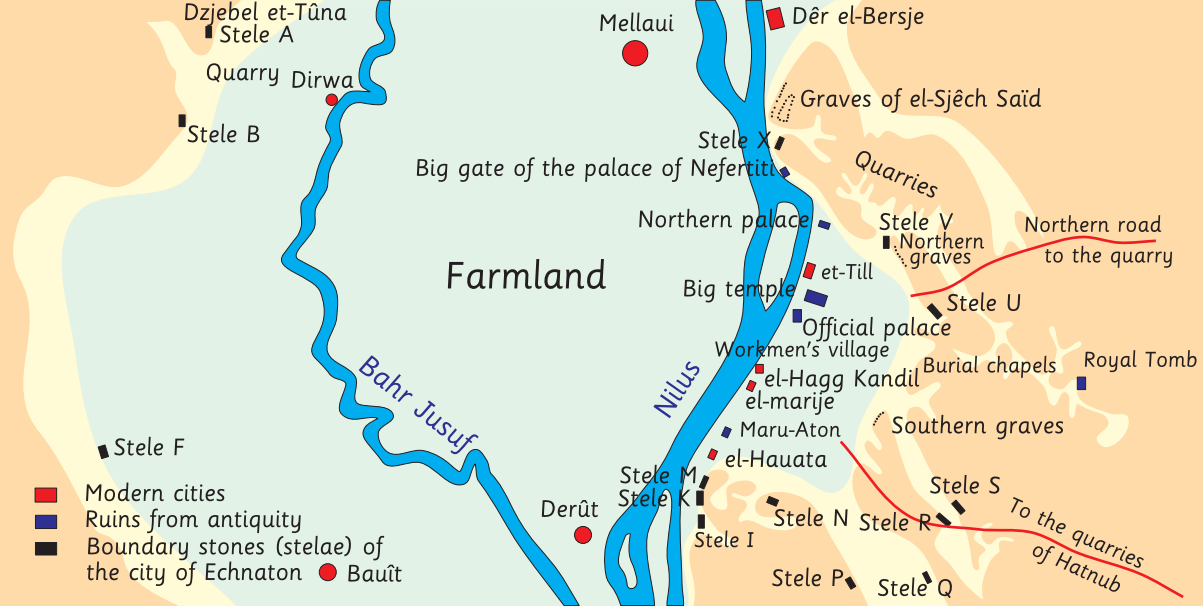 Dzjebel et-Tûna
Stele A
Quarry
Dirwa
Stele B
Mellaui
Dêr el-Bersje
Graves of el-Sjêch Saïd
Stele X
Big gate of the palace of Nefertiti
Quarries
Northern palace
Stele V
Northern
graves
Northern road
to the quarry
et-Till
Farmland
Big temple
Stele U
Official palace
Workmen's village
Burial chapels
Royal Tomb
el-Hagg Kandil
el-marije
Bahr Jusuf
Nilus
Maru-Aton
Southern graves
el-Hauata
Stele F
Stele M
Stele K
Stele S
Stele N
Stele R
Stele I
To the quarries
of Hatnub
Derût
Stele P
Stele Q
Modern cities
Ruins from antiquity
Boundary stones (stelae) of
the city of Echnaton
Bauît